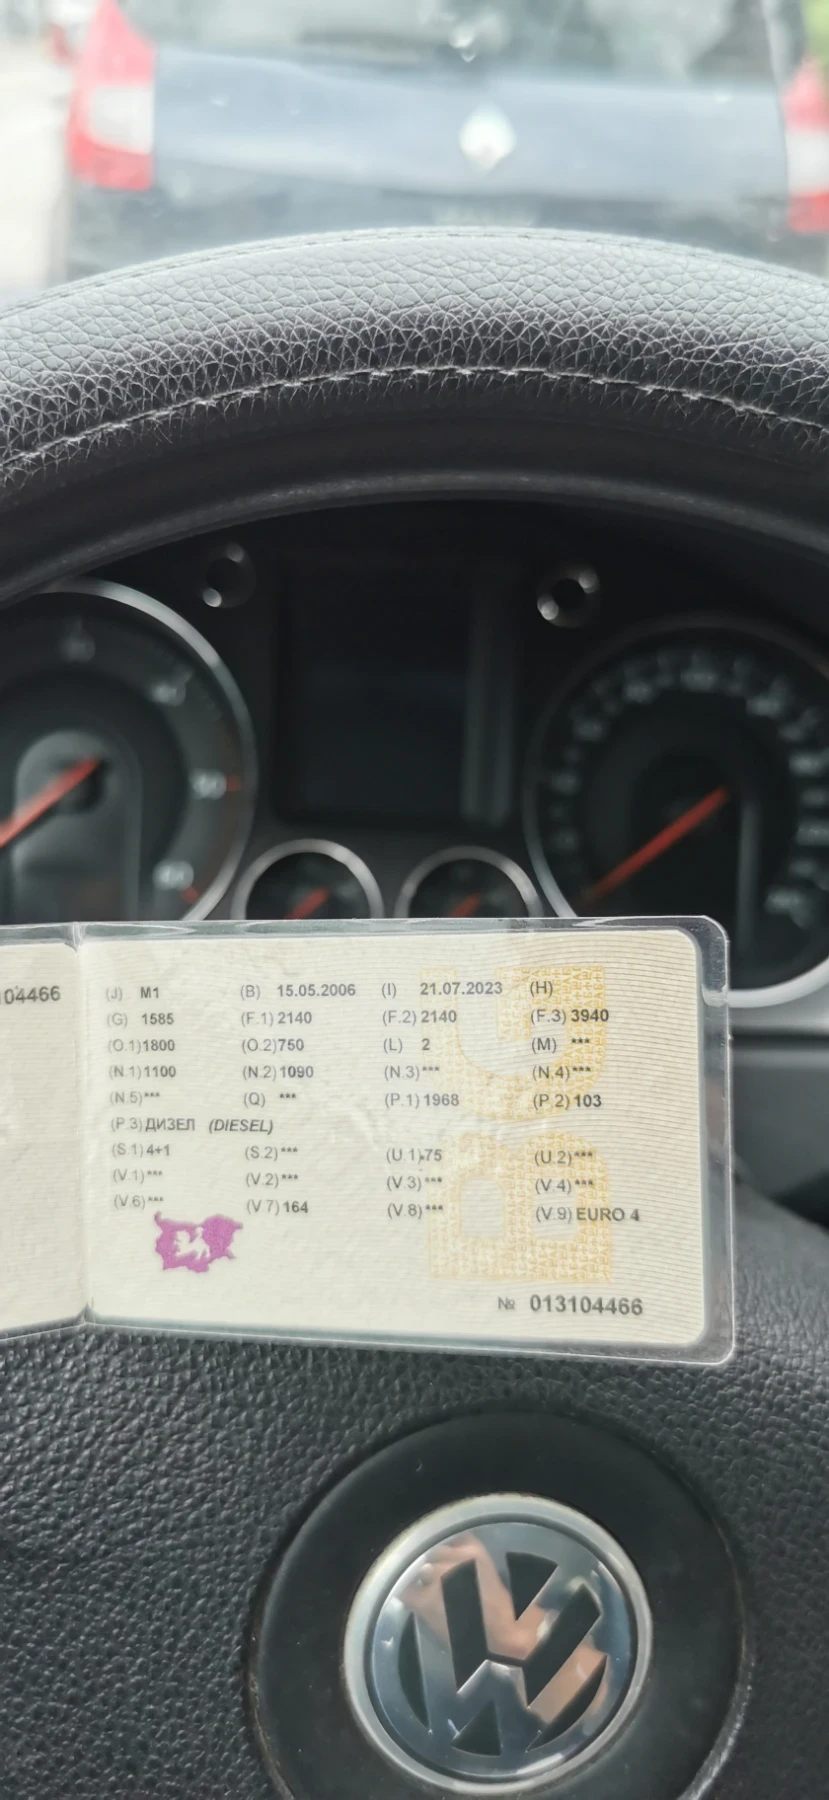 04466
(J) M1 (B) 15.05.2006 (I) 21.07.2023 (H)
(G) 1585 (F.1) 2140 (F.2) 2140 (F.3) 3940
(O.1) 1800 (O.2) 750 (L) 2 (M) ***
(N.1) 1100 (N.2) 1090 (N.3) *** (N.4) ***
(N.5) *** (Q) *** (P.1) 1968 (P.2) 103
(P.3) ДИЗЕЛ (DIESEL)
(S.1) 4+1 (S.2) *** (U.1) 75 (U.2) ***
(V.1) *** (V.2) *** (V 3) *** (V.4) ***
(V.6) *** (V 7) 164 (V 8) *** (V.9) EURO 4
№ 013104466